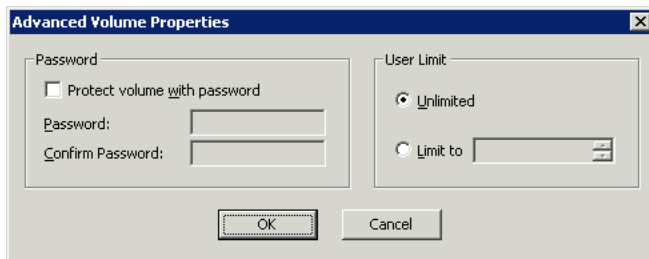 Advanced Volume Properties
Password
Protect volume with password
Password:
Confirm Password:
User Limit
Unlimited
Limit to
OK
Cancel